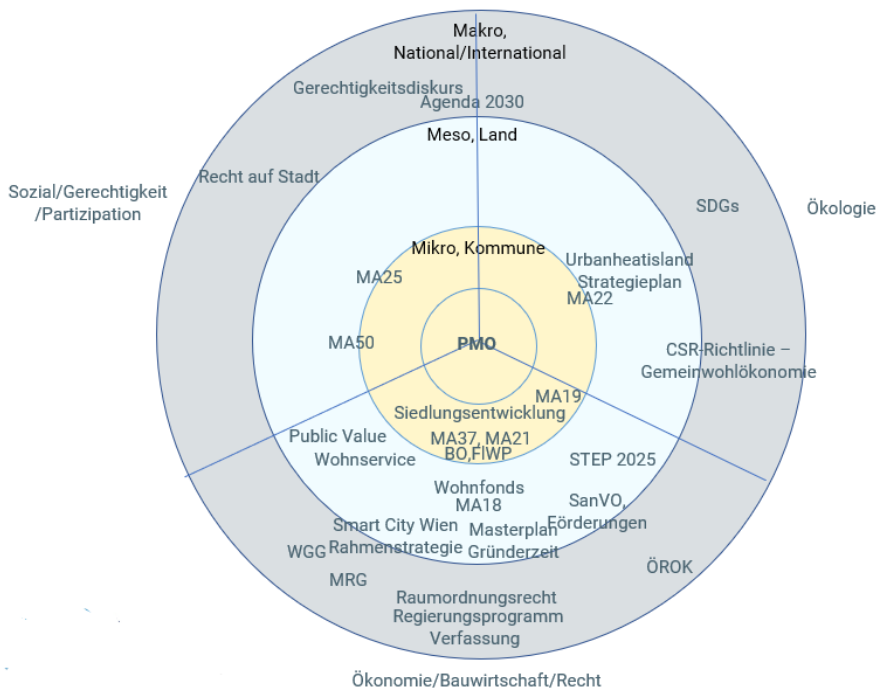 Makro,
National/International
Gerechtigkeitsdiskurs
Agenda 2030
Meso, Land
Recht auf Stadt
Sozial/Gerechtigkeit
/Partizipation
SDGs
Ökologie
Mikro, Kommune
Urbanheatisland
Strategieplan
MA25
MA22
MA50
PMO
CSR-Richtlinie –
Gemeinwohlökonomie
MA19
Siedlungsentwicklung
Public Value
MA37, MA21
BO,FlWP
Wohnservice
STEP 2025
Wohnfonds
MA18
SanVO,
Förderungen
Smart City Wien
Rahmenstrategie
Masterplan
Gründerzeit
WGG
MRG
ÖROK
Raumordnungsrecht
Regierungsprogramm
Verfassung
Ökonomie/Bauwirtschaft/Recht